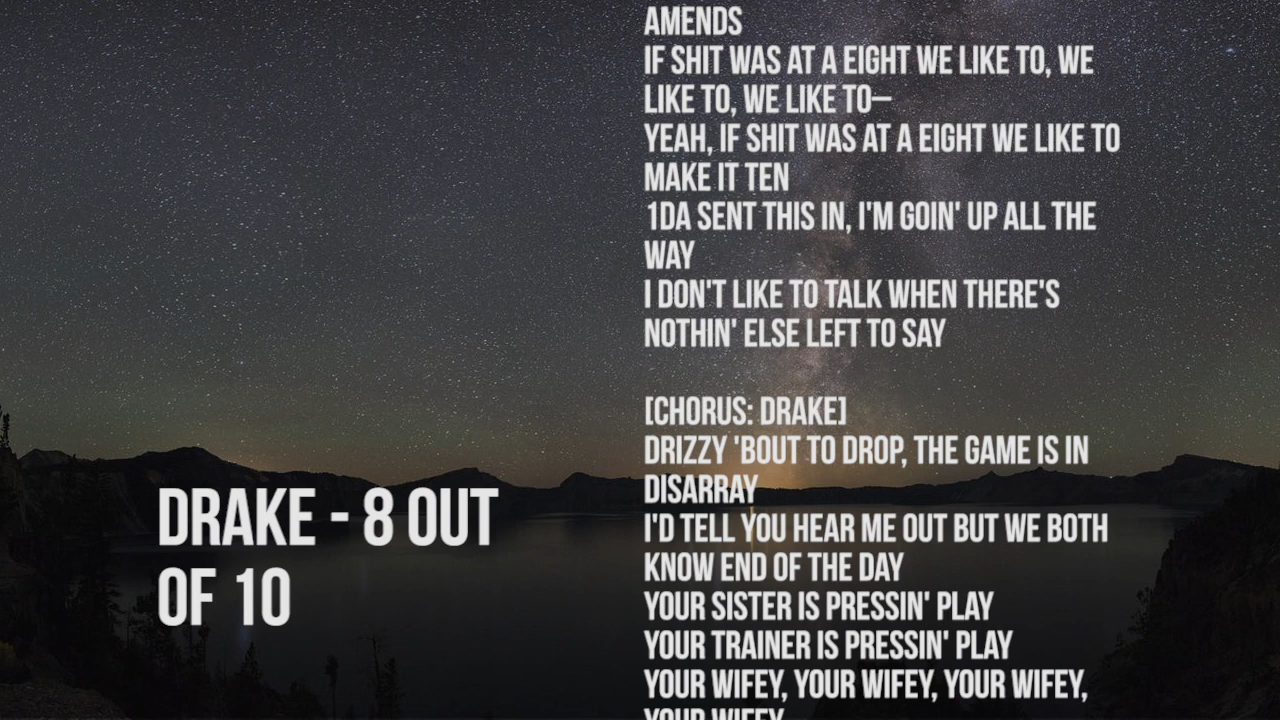 AMENDS
IF SHIT WAS AT A EIGHT WE LIKE TO, WE
LIKE TO, WE LIKE TO—
YEAH, IF SHIT WAS AT A EIGHT WE LIKE TO
MAKE IT TEN
1DA SENT THIS IN, I'M GOIN' UP ALL THE
WAY
I DON'T LIKE TO TALK WHEN THERE'S
NOTHIN' ELSE LEFT TO SAY
[CHORUS: DRAKE]
DRIZZY 'BOUT TO DROP, THE GAME IS IN
DISARRAY
I'D TELL YOU HEAR ME OUT BUT WE BOTH
KNOW END OF THE DAY
YOUR SISTER IS PRESSIN' PLAY
YOUR TRAINER IS PRESSIN' PLAY
YOUR WIFEY, YOUR WIFEY, YOUR WIFEY,
YOUR WIFEY
DRAKE - 8 OUT
OF 10